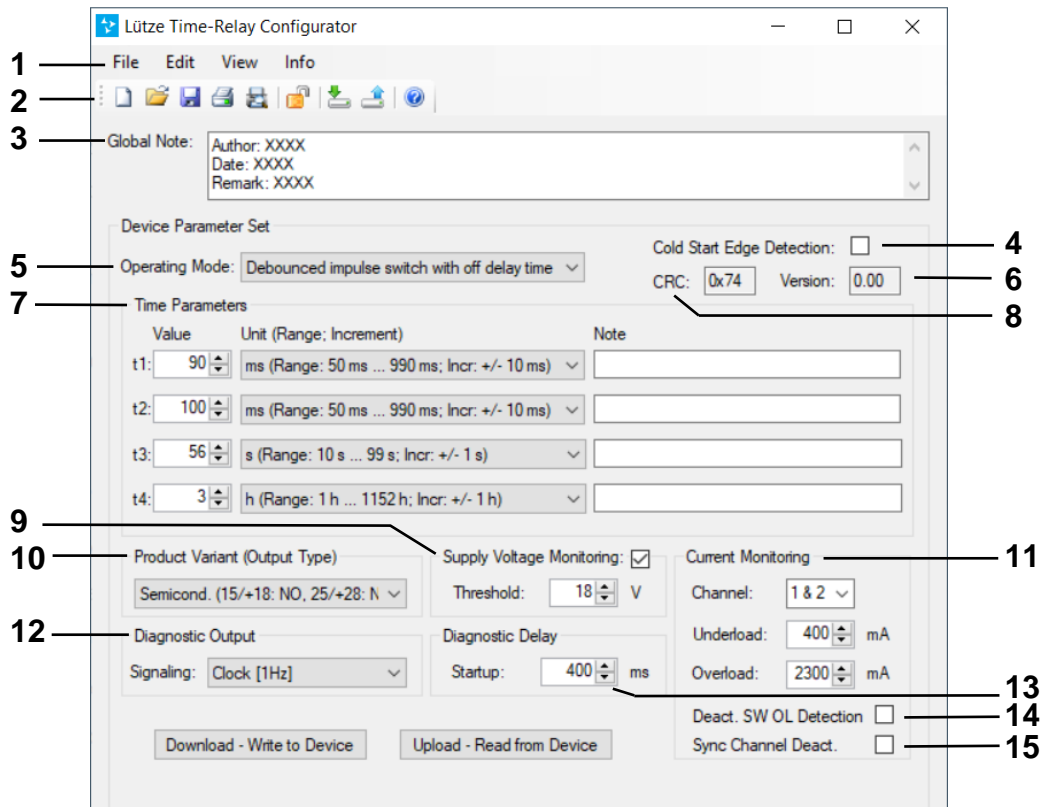 Lütze Time-Relay Configurator
1 File Edit View Info
2
3 Global Note: Author: XXXX
Date: XXXX
Remark: XXXX
Device Parameter Set
Cold Start Edge Detection: 4
5 Operating Mode: Debounced impulse switch with off delay time
CRC: 0x74 Version: 0.00 6
7 Time Parameters
8
Value Unit (Range; Increment) Note
t1: 90 ms (Range: 50 ms ... 990 ms; Incr: +/- 10 ms)
t2: 100 ms (Range: 50 ms ... 990 ms; Incr: +/- 10 ms)
t3: 56 s (Range: 10 s ... 99 s; Incr: +/- 1 s)
t4: 3 h (Range: 1 h ... 1152 h; Incr: +/- 1 h)
9
10 Product Variant (Output Type) Supply Voltage Monitoring: Current Monitoring 11
Semicond. (15/+18: NO, 25/+28: N Threshold: 18 V Channel: 1 & 2
12 Diagnostic Output Diagnostic Delay Underload: 400 mA
Signaling: Clock [1Hz] Startup: 400 ms Overload: 2300 mA
13
Deact. SW OL Detection 14
Download - Write to Device Upload - Read from Device Sync Channel Deact. 15